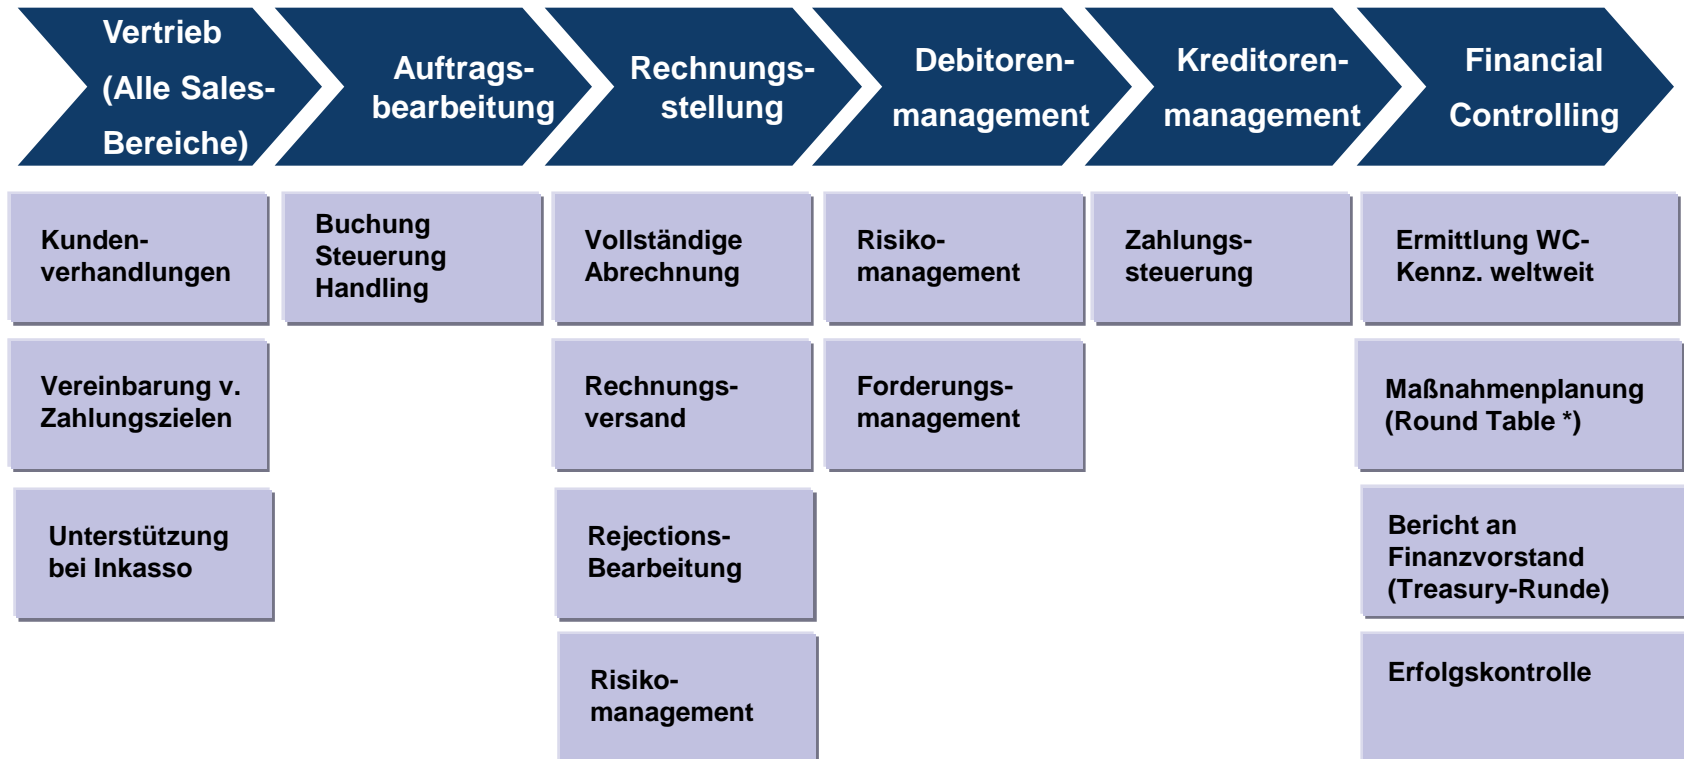 Vertrieb
(Alle Sales-
Bereiche)
Auftrags-
bearbeitung
Rechnungs-
stellung
Debitoren-
management
Kreditoren-
management
Financial
Controlling
Kunden-
verhandlungen
Vereinbarung v.
Zahlungszielen
Unterstützung
bei Inkasso
Buchung
Steuerung
Handling
Vollständige
Abrechnung
Rechnungs-
versand
Rejections-
Bearbeitung
Risiko-
management
Risiko-
management
Forderungs-
management
Zahlungs-
steuerung
Ermittlung WC-
Kennz. weltweit
Maßnahmenplanung
(Round Table *)
Bericht an
Finanzvorstand
(Treasury-Runde)
Erfolgskontrolle